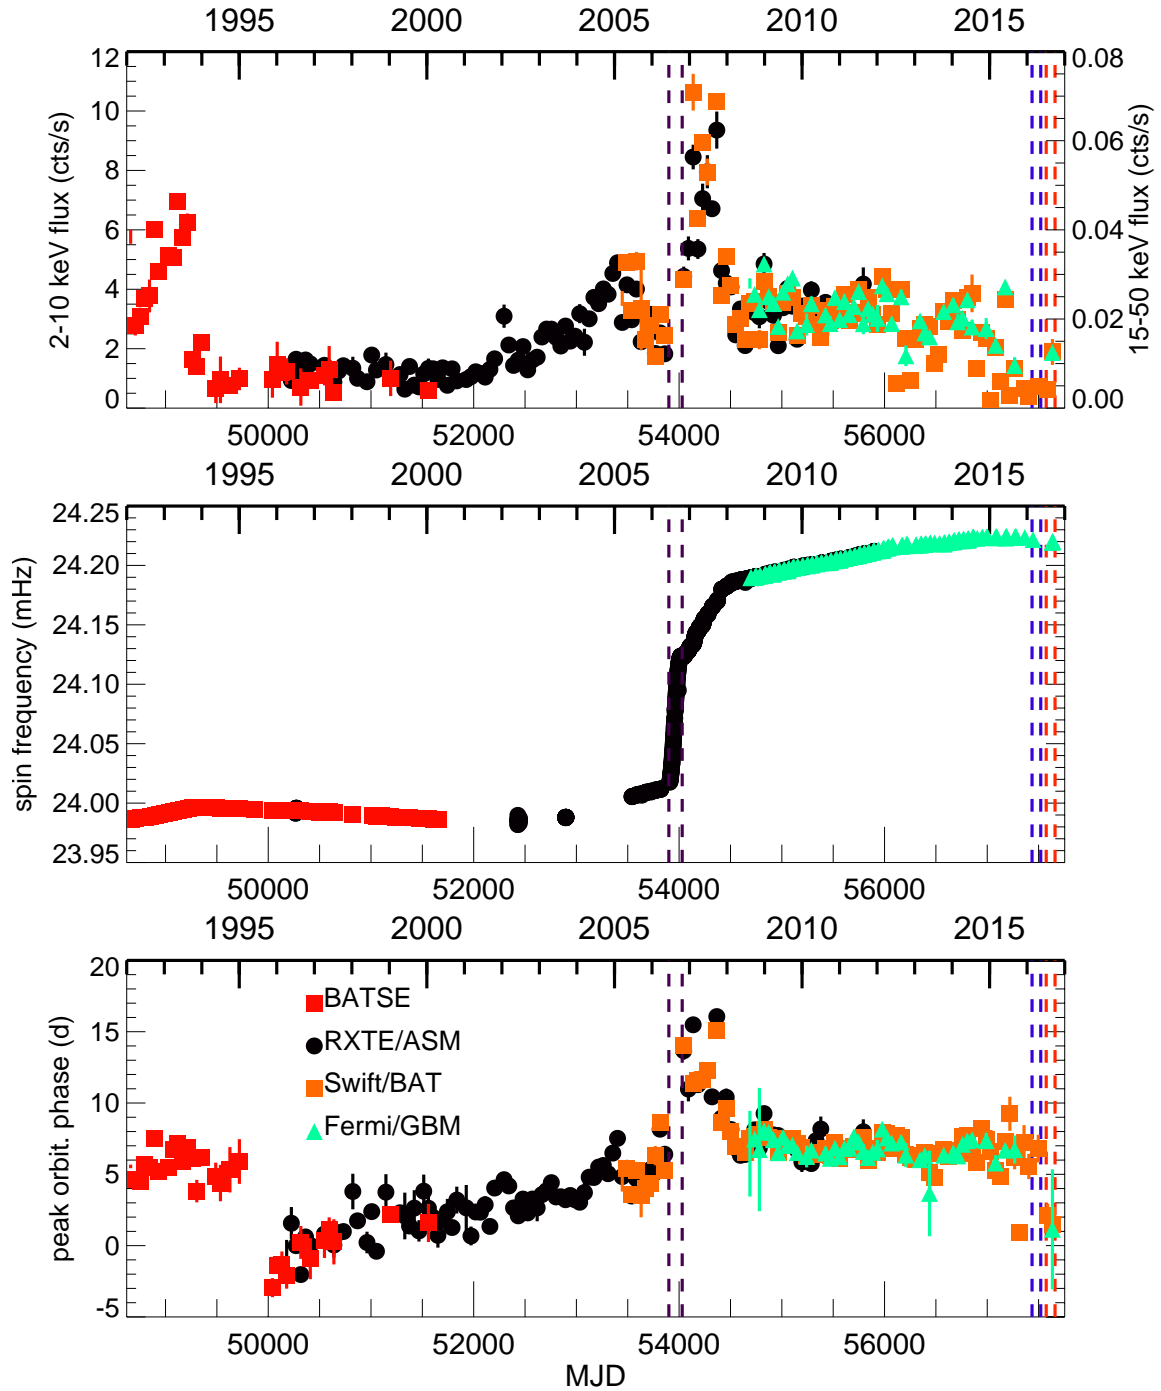 1995 2000 2005 2010 2015
12 0.08
10
8 0.06
6 0.04
4
2 0.02
0 0.00
2-10 keV flux (cts/s)
15-50 keV flux (cts/s)
50000 52000 54000 56000
1995 2000 2005 2010 2015
24.25
24.20
24.15
24.10
24.05
24.00
23.95
spin frequency (mHz)
50000 52000 54000 56000
1995 2000 2005 2010 2015
20
15
10
5
0
-5
peak orbit. phase (d)
BATSE
RXTE/ASM
Swift/BAT
Fermi/GBM
50000 52000 54000 56000
MJD